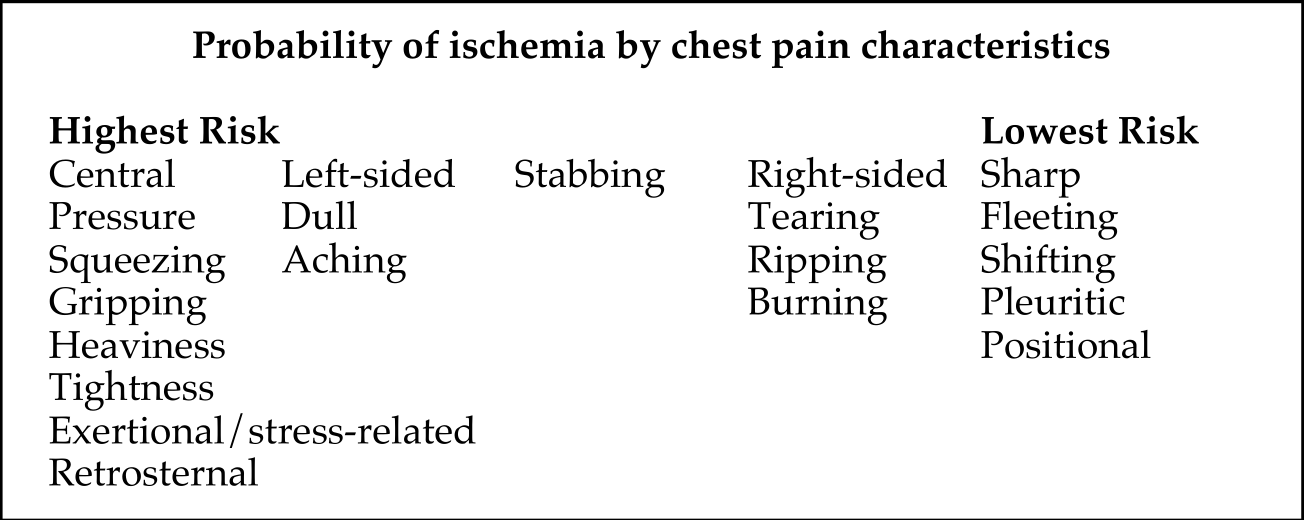 Probability of ischemia by chest pain characteristics
Highest Risk Lowest Risk
Central Left-sided Stabbing Right-sided Sharp
Pressure Dull Tearing Fleeting
Squeezing Aching Ripping Shifting
Gripping Burning Pleuritic
Heaviness Positional
Tightness
Exertional/stress-related
Retrosternal